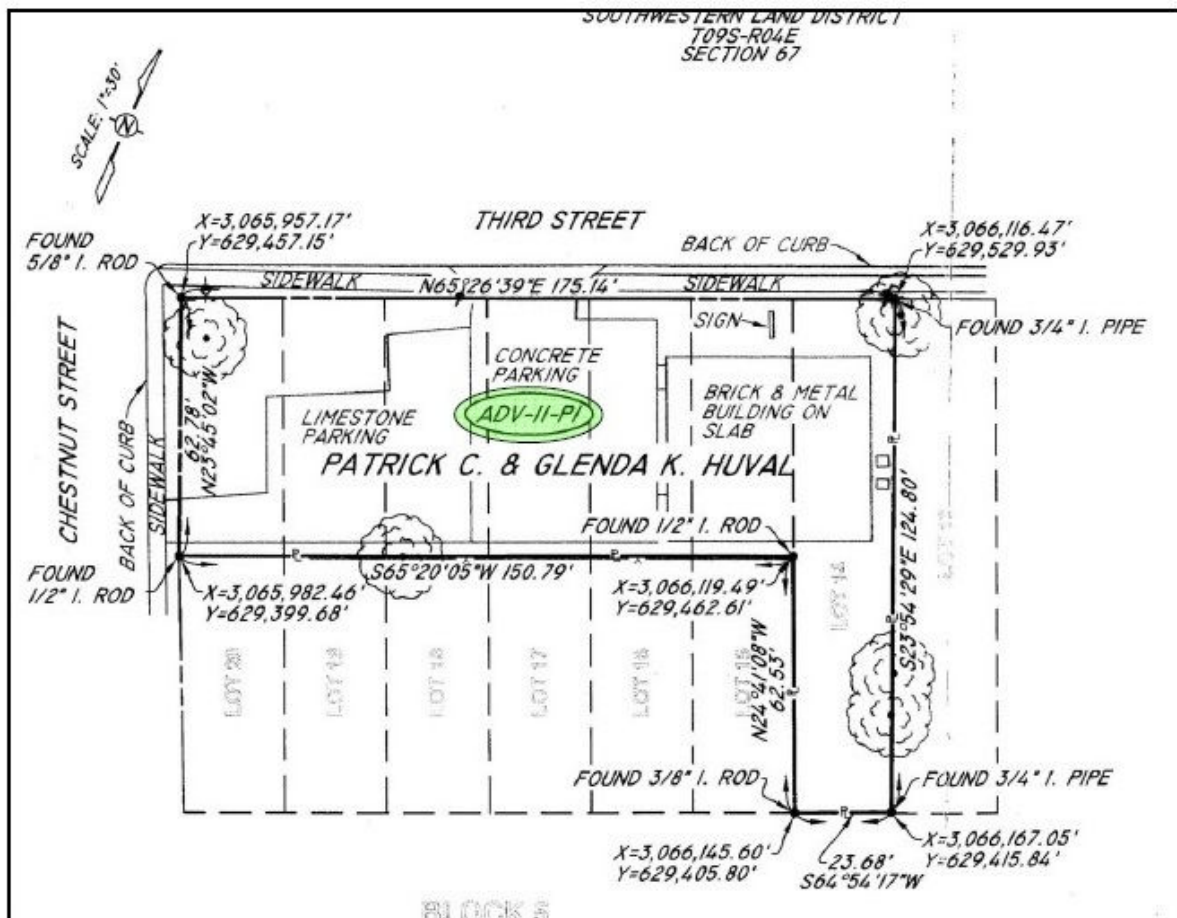 SOUTHWESTERN LAND DISTRICT
T09S-R04E
SECTION 67
SCALE: 1"=30'
N
X=3,065,957.17'
Y=629,457.15'
THIRD STREET
X=3,066,116.47'
Y=629,529.93'
FOUND
5/8" I. ROD
BACK OF CURB
SIDEWALK
N65°26'39"E 175.14'
SIDEWALK
SIGN
FOUND 3/4" I. PIPE
CHESTNUT STREET
BACK OF CURB
SIDEWALK
62.78'
N23°45'02"W
CONCRETE
PARKING
LIMESTONE
PARKING
ADV-II-PI
BRICK & METAL
BUILDING ON
SLAB
PATRICK C. & GLENDA K. HUVAL
FOUND 1/2" I. ROD
S23°54'29"E 124.80'
FOUND
1/2" I. ROD
S65°20'05"W 150.79'
X=3,065,982.46'
Y=629,399.68'
X=3,066,119.49'
Y=629,462.61'
LOT 20
LOT 19
LOT 18
LOT 17
LOT 16
LOT 15
LOT 14
N24°41'08"W
62.53'
FOUND 3/8" I. ROD
FOUND 3/4" I. PIPE
X=3,066,145.60'
Y=629,405.80'
23.68'
S64°54'17"W
X=3,066,167.05'
Y=629,415.84'